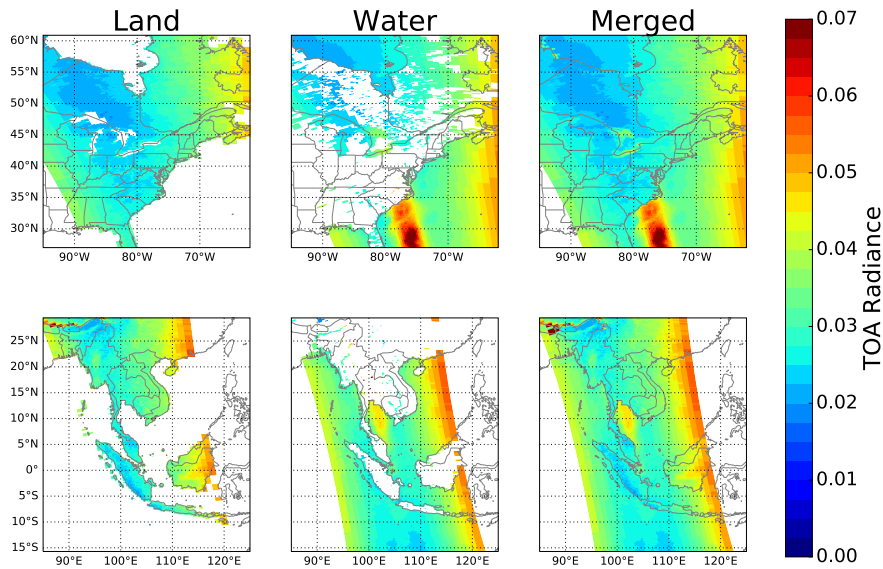 Land Water Merged
60°N
55°N
50°N
45°N
40°N
35°N
30°N
90°W 80°W 70°W 90°W 80°W 70°W 90°W 80°W 70°W
25°N
20°N
15°N
10°N
5°N
0°
5°S
10°S
15°S
90°E 100°E 110°E 120°E 90°E 100°E 110°E 120°E 90°E 100°E 110°E 120°E
0.07
0.06
0.05
0.04
0.03
0.02
0.01
0.00
TOA Radiance